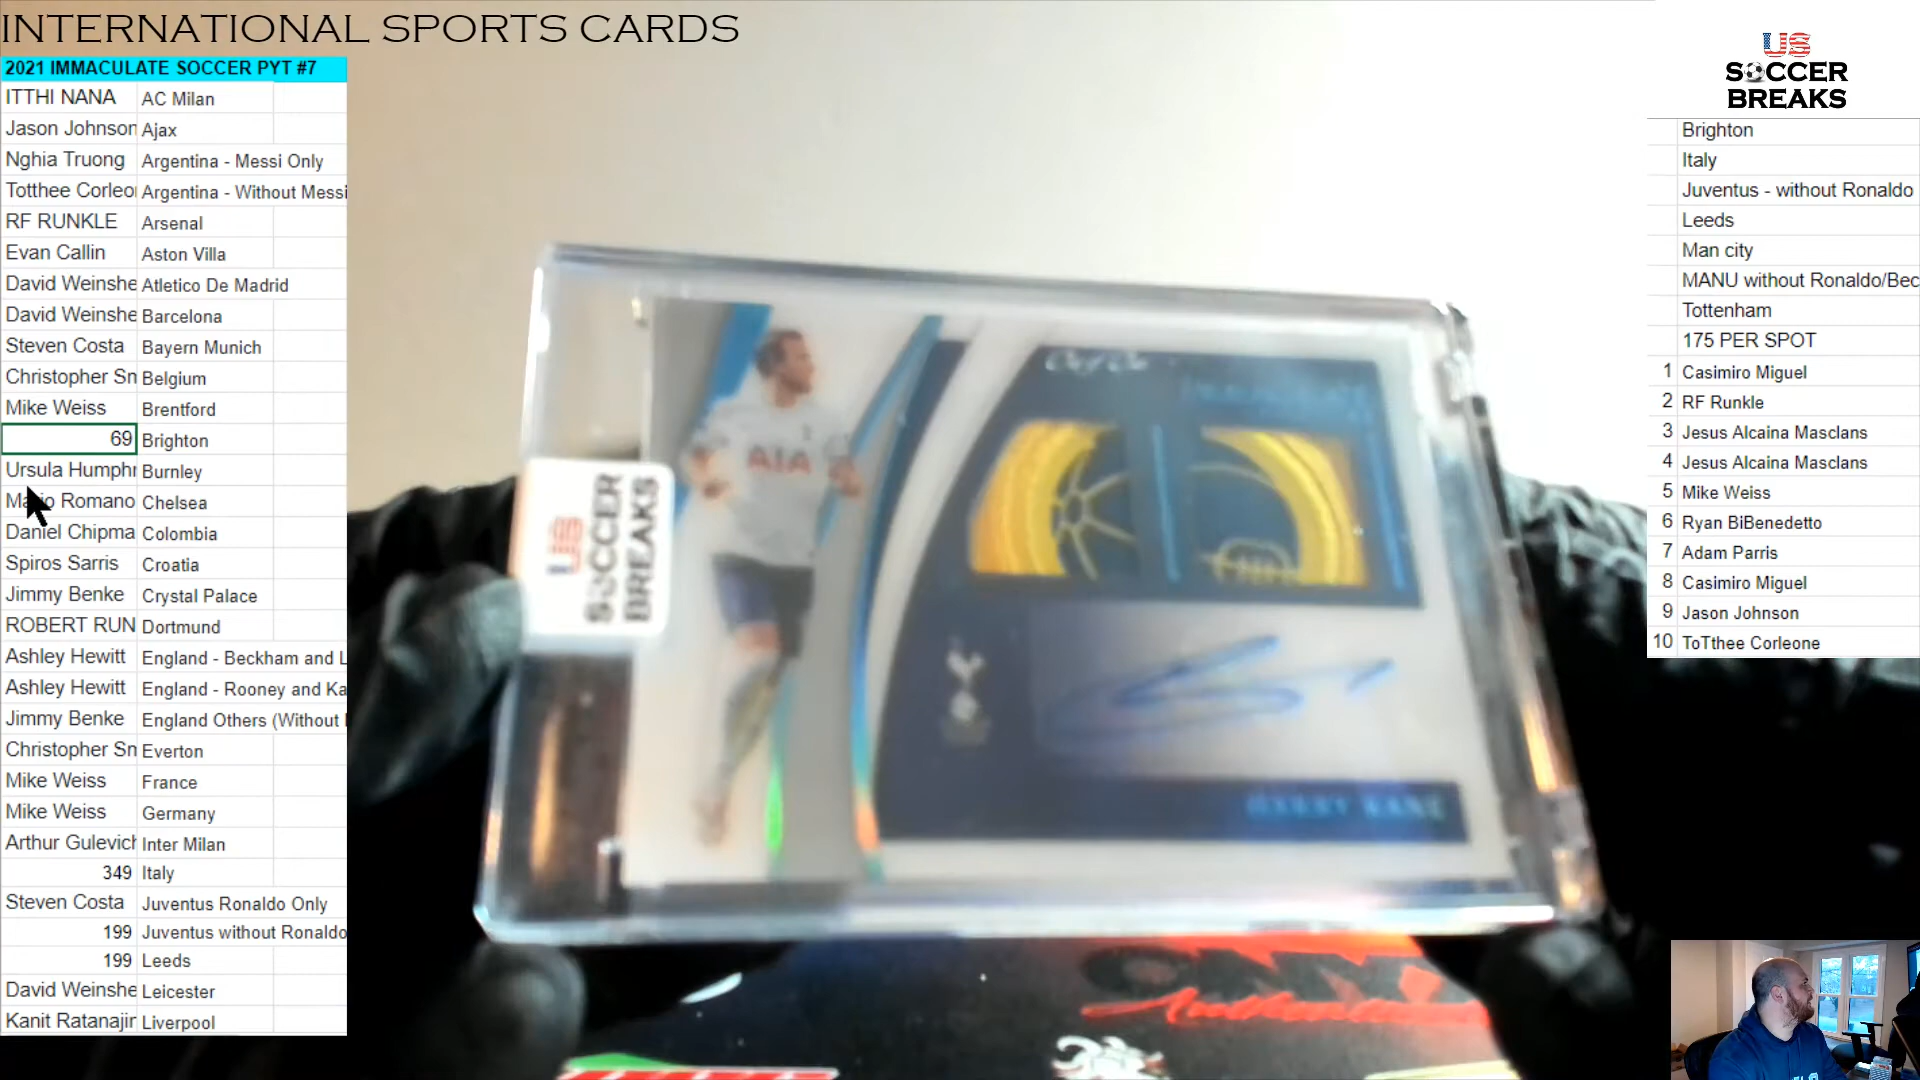 INTERNATIONAL SPORTS CARDS
2021 IMMACULATE SOCCER PYT #7
ITTHI NANA AC Milan
Jason Johnson Ajax
Nghia Truong Argentina - Messi Only
Totthee Corleo Argentina - Without Messi
RF RUNKLE Arsenal
Evan Callin Aston Villa
David Weinshe Atletico De Madrid
David Weinshe Barcelona
Steven Costa Bayern Munich
Christopher Sn Belgium
Mike Weiss Brentford
69 Brighton
Ursula Humphr Burnley
Romano Chelsea
Daniel Chipma Colombia
Spiros Sarris Croatia
Jimmy Benke Crystal Palace
ROBERT RUN Dortmund
Ashley Hewitt England - Beckham and L
Ashley Hewitt England - Rooney and Ka
Jimmy Benke England Others (Without
Christopher Sn Everton
Mike Weiss France
Mike Weiss Germany
Arthur Gulevich Inter Milan
349 Italy
Steven Costa Juventus Ronaldo Only
199 Juventus without Ronaldo
199 Leeds
David Weinshe Leicester
Kanit Ratanajir Liverpool
AIA
One of One
HARRY KANE
US
SOCCER
BREAKS
US
SOCCER
BREAKS
Brighton
Italy
Juventus - without Ronaldo
Leeds
Man city
MANU without Ronaldo/Bec
Tottenham
175 PER SPOT
1 Casimiro Miguel
2 RF Runkle
3 Jesus Alcaina Masclans
4 Jesus Alcaina Masclans
5 Mike Weiss
6 Ryan BiBenedetto
7 Adam Parris
8 Casimiro Miguel
9 Jason Johnson
10 ToTthee Corleone